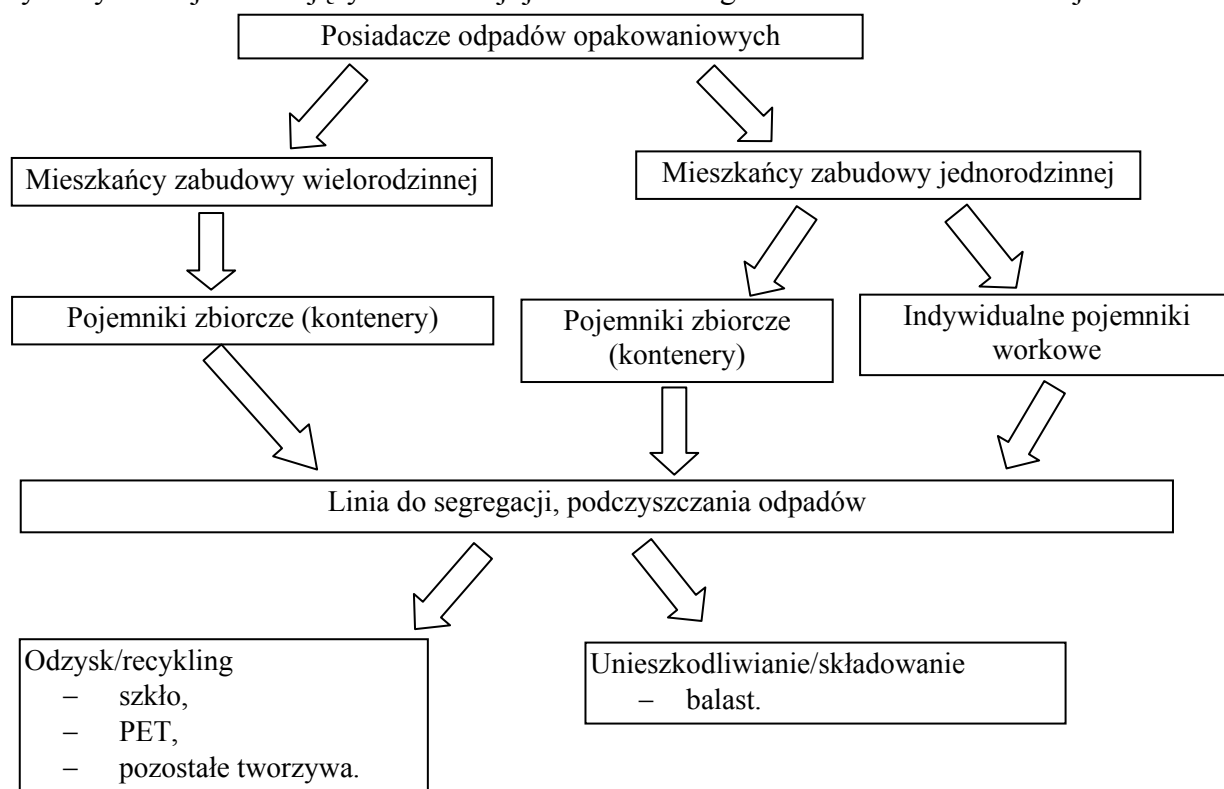 Posiadacze odpadów opakowaniowych
Mieszkańcy zabudowy wielorodzinnej
Mieszkańcy zabudowy jednorodzinnej
Pojemniki zbiorcze (kontenery)
Pojemniki zbiorcze
(kontenery)
Indywidualne pojemniki
workowe
Linia do segregacji, podczyszczania odpadów
Odzysk/recykling
– szkło,
– PET,
– pozostałe tworzywa.
Unieszkodliwianie/składowanie
– balast.